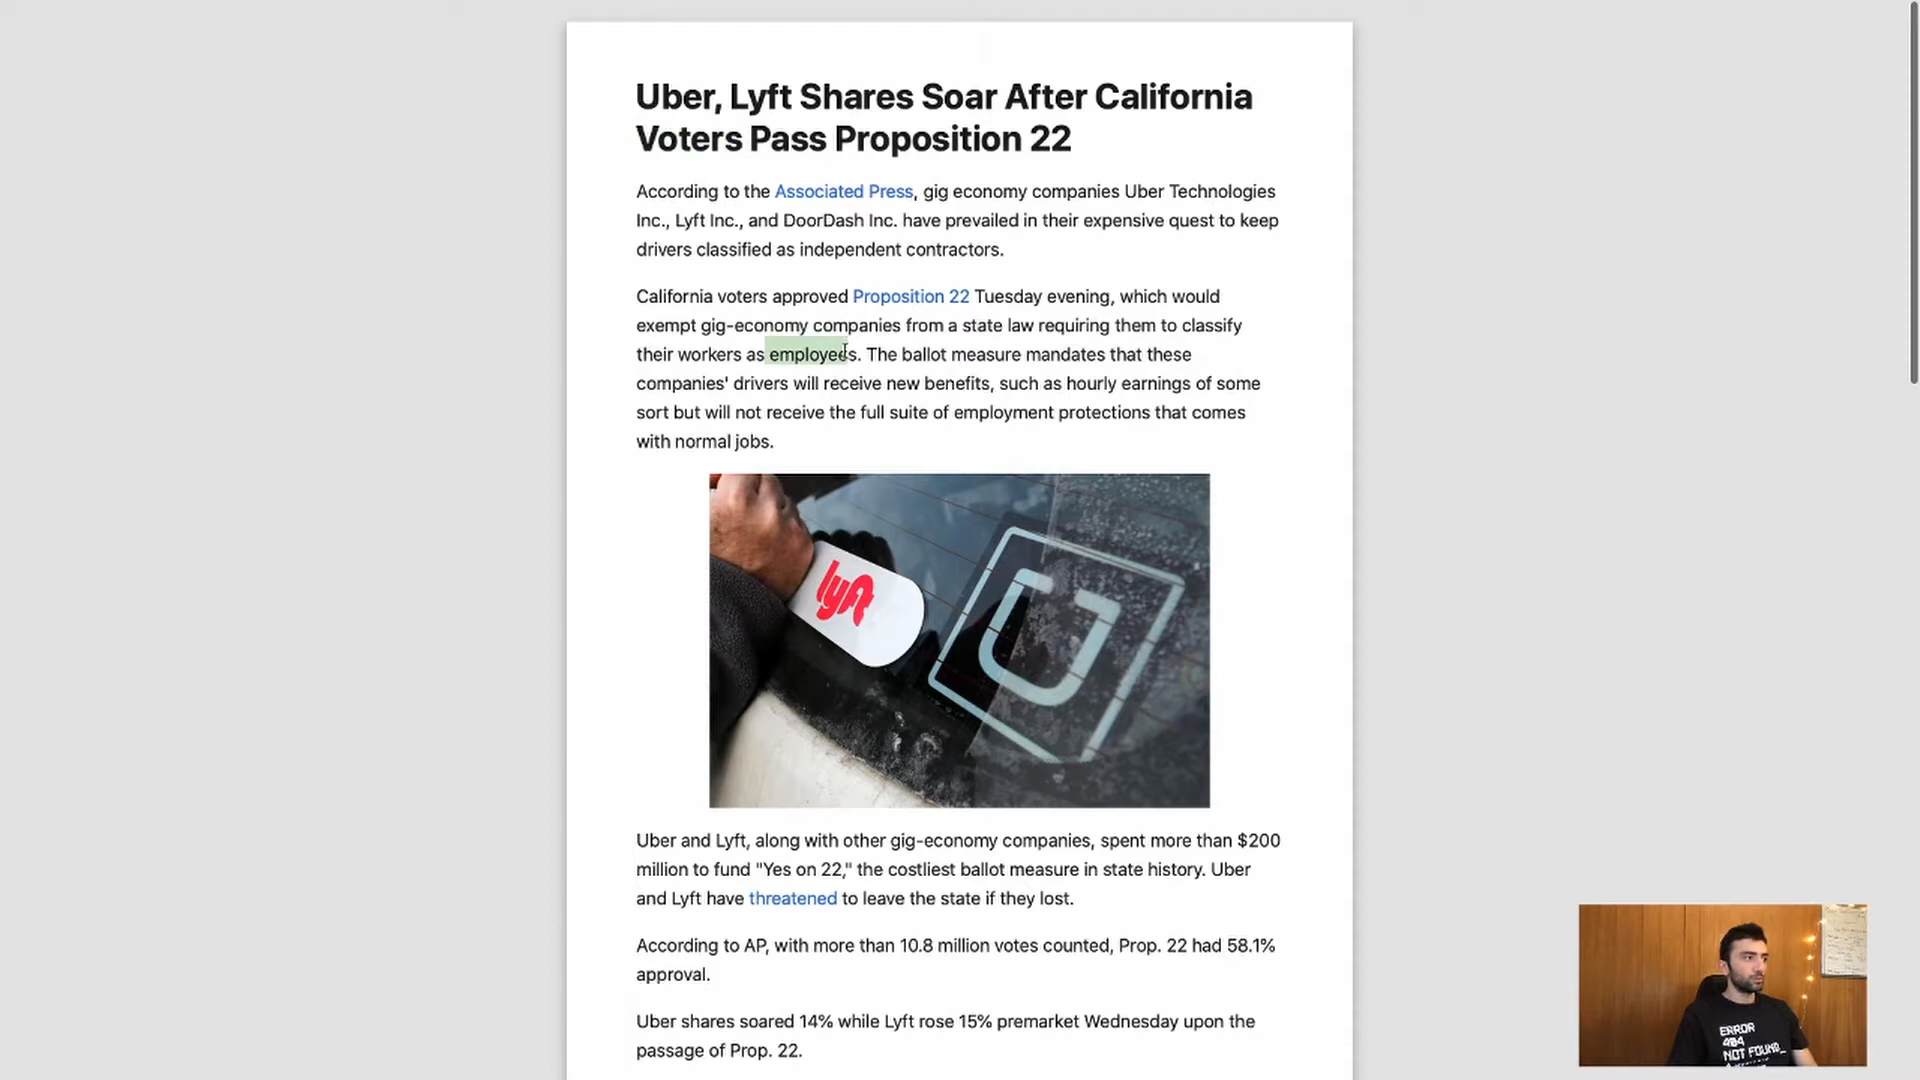 Uber, Lyft Shares Soar After California
Voters Pass Proposition 22
According to the Associated Press, gig economy companies Uber Technologies
Inc., Lyft Inc., and DoorDash Inc. have prevailed in their expensive quest to keep
drivers classified as independent contractors.
California voters approved Proposition 22 Tuesday evening, which would
exempt gig-economy companies from a state law requiring them to classify
their workers as employees. The ballot measure mandates that these
companies' drivers will receive new benefits, such as hourly earnings of some
sort but will not receive the full suite of employment protections that comes
with normal jobs.
lyft
U
Uber and Lyft, along with other gig-economy companies, spent more than $200
million to fund "Yes on 22," the costliest ballot measure in state history. Uber
and Lyft have threatened to leave the state if they lost.
According to AP, with more than 10.8 million votes counted, Prop. 22 had 58.1%
approval.
Uber shares soared 14% while Lyft rose 15% premarket Wednesday upon the
passage of Prop. 22.
ERROR
404
NOT FOUND_